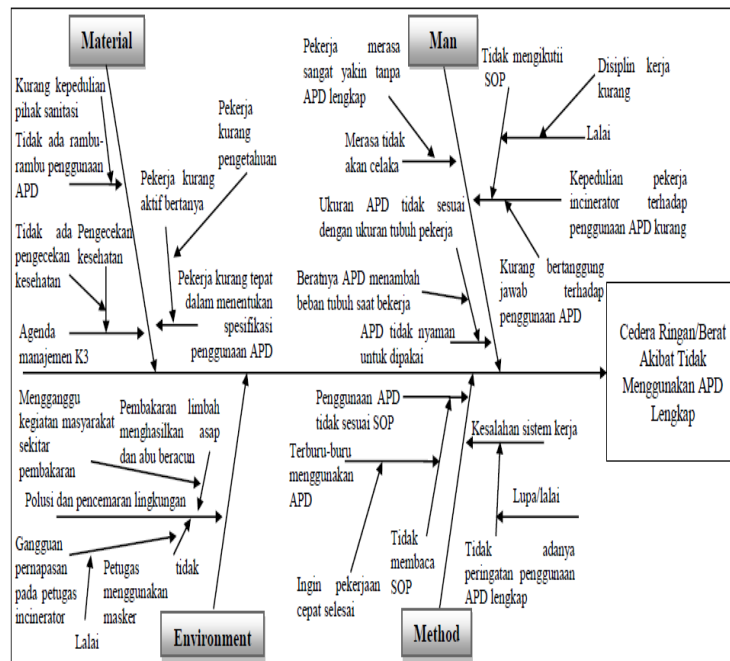 Material
Kurang kepedulian
pihak sanitasi
Tidak ada rambu-
rambu penggunaan
APD
Pekerja
kurang
pengetahuan
Pekerja kurang
aktif bertanya
Tidak ada
pengecekan
kesehatan
Pengecekan
kesehatan
Pekerja kurang tepat
dalam menentukan
spesifikasi
penggunaan APD
Agenda
manajemen K3
Man
Pekerja merasa
sangat yakin tanpa
APD lengkap
Merasa tidak
akan celaka
Tidak mengikutii
SOP
Disiplin kerja
kurang
Lalai
Kepedulian pekerja
incinerator terhadap
penggunaan APD kurang
Kurang bertanggung
jawab terhadap
penggunaan APD
Ukuran APD tidak sesuai
dengan ukuran tubuh pekerja
Beratnya APD menambah
beban tubuh saat bekerja
APD tidak nyaman
untuk dipakai
Cedera Ringan/Berat
Akibat Tidak
Menggunakan APD
Lengkap
Mengganggu
kegiatan masyarakat
sekitar
pembakaran
Pembakaran limbah
menghasilkan asap
dan abu beracun
Polusi dan pencemaran lingkungan
Gangguan
pernapasan
pada petugas
incinerator
Lalai
Petugas tidak
menggunakan
masker
Environment
Penggunaan APD
tidak sesuai SOP
Terburu-buru
menggunakan
APD
Ingin pekerjaan
cepat selesai
Tidak
membaca
SOP
Kesalahan sistem kerja
Lupa/lalai
Tidak adanya
peringatan penggunaan
APD lengkap
Method